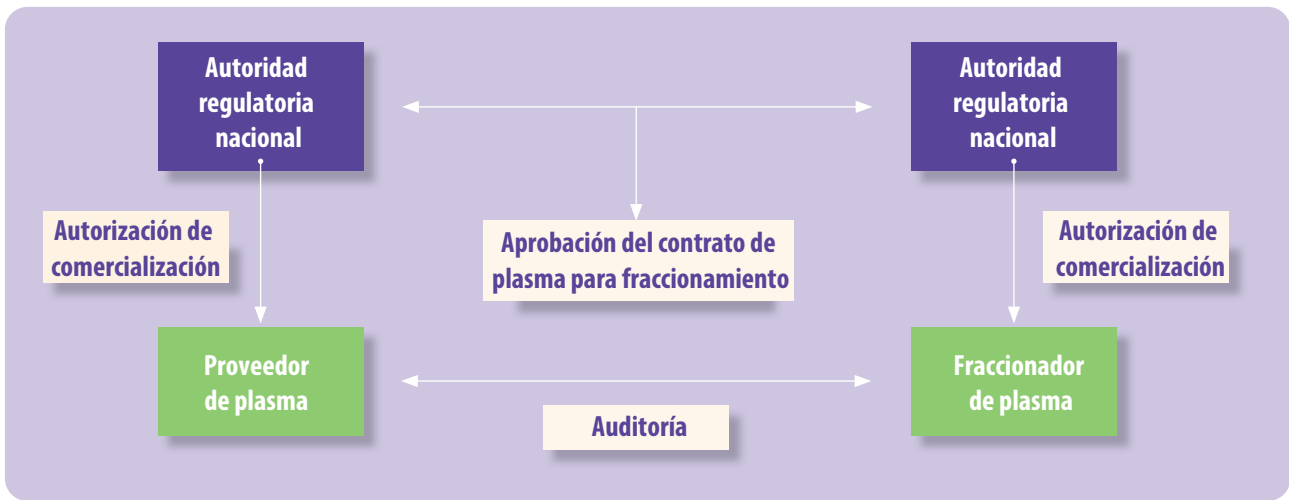 Autoridad
regulatoria
nacional
Autoridad
regulatoria
nacional
Autorización de
comercialización
Aprobación del contrato de
plasma para fraccionamiento
Autorización de
comercialización
Proveedor
de plasma
Fraccionador
de plasma
Auditoría